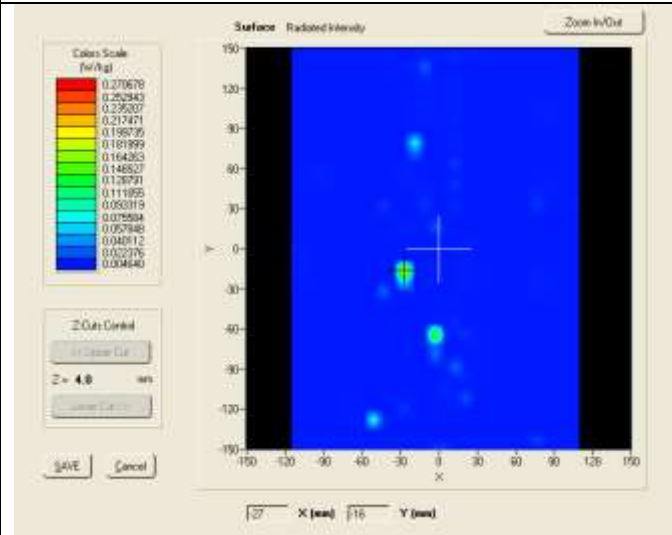 Surface Radiated Intensity
Zoom In/Out
Colors Scale
(W/kg)
0.270678
0.252943
0.235207
0.217471
0.199735
0.181999
0.164263
0.146527
0.128791
0.111055
0.093319
0.075584
0.057848
0.040112
0.022376
0.004640
150
120
90
60
30
0
-30
-60
-90
-120
-150
Y
-150 -120 -90 -60 -30 0 30 60 90 120 150
X
Z Cuts Control
Z = 4.0 mm
SAVE Cancel
-27 X (mm) -16 Y (mm)